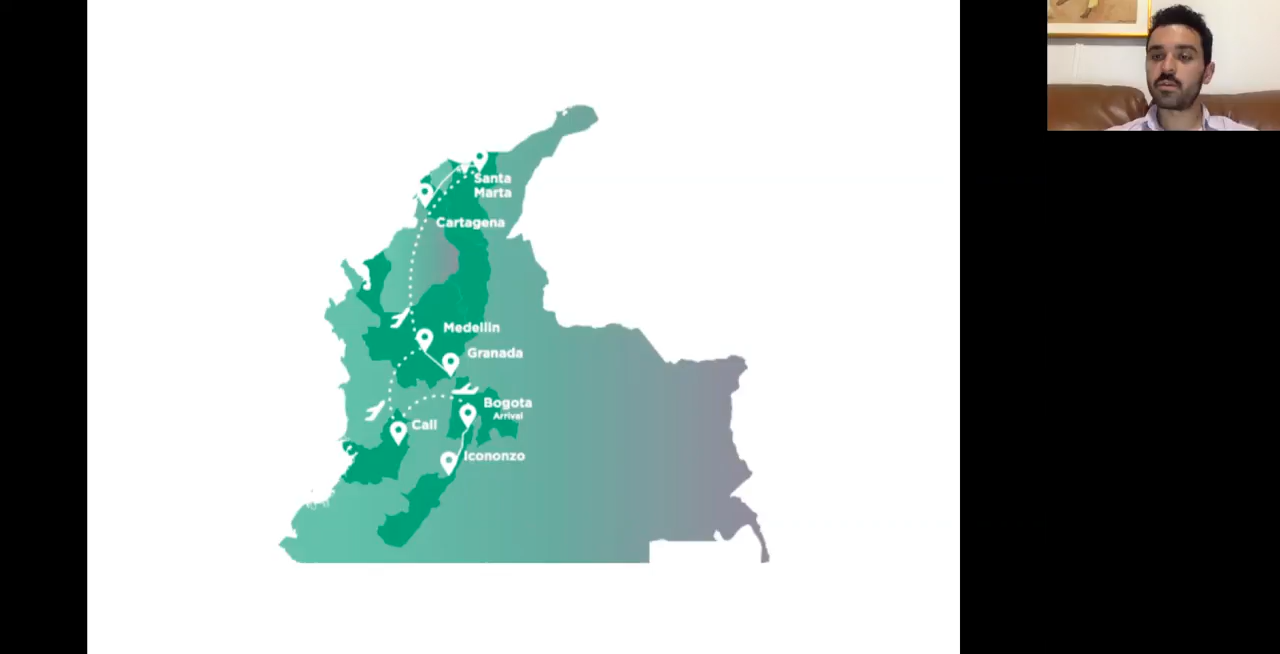 Santa
Marta
Cartagena
Medellin
Granada
Bogota
Arrival
Cali
Icononzo